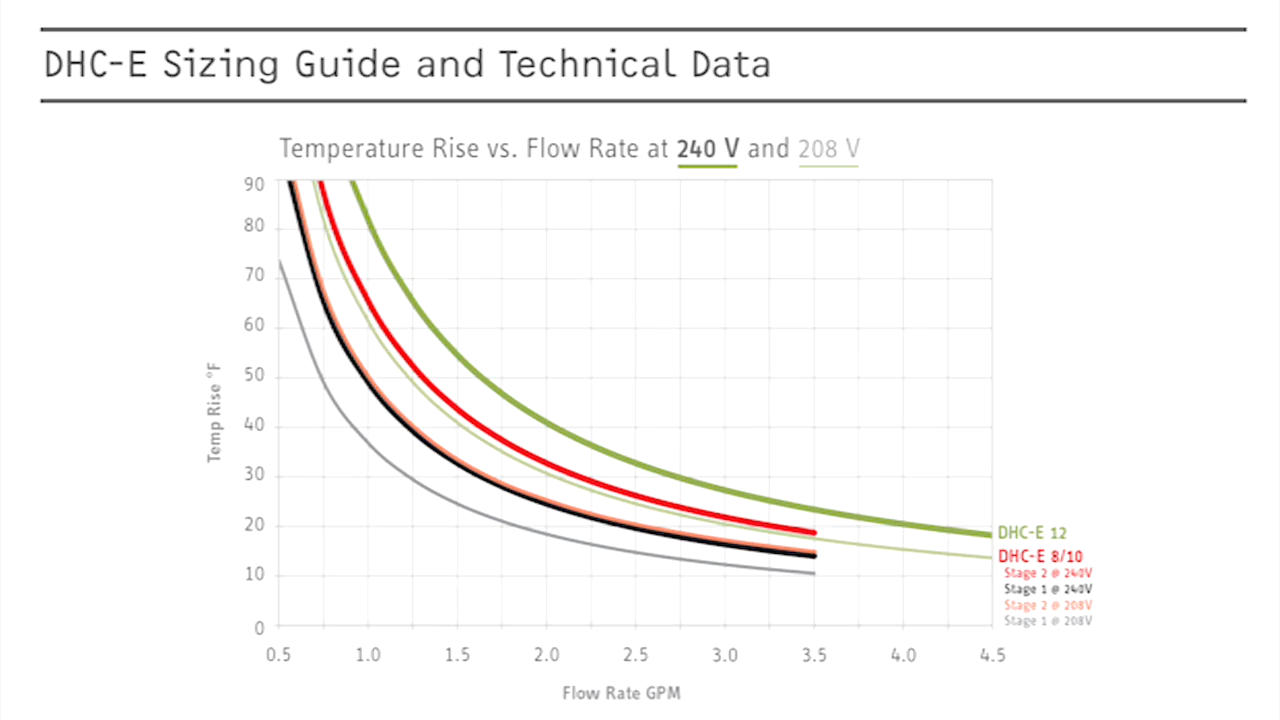 DHC-E Sizing Guide and Technical Data
Temperature Rise vs. Flow Rate at 240 V and 208 V
90
80
70
60
50
40
30
20
10
0
Temp Rise °F
0.5 1.0 1.5 2.0 2.5 3.0 3.5 4.0 4.5
Flow Rate GPM
DHC-E 12
DHC-E 8/10
Stage 2 @ 240V
Stage 1 @ 240V
Stage 2 @ 208V
Stage 1 @ 208V